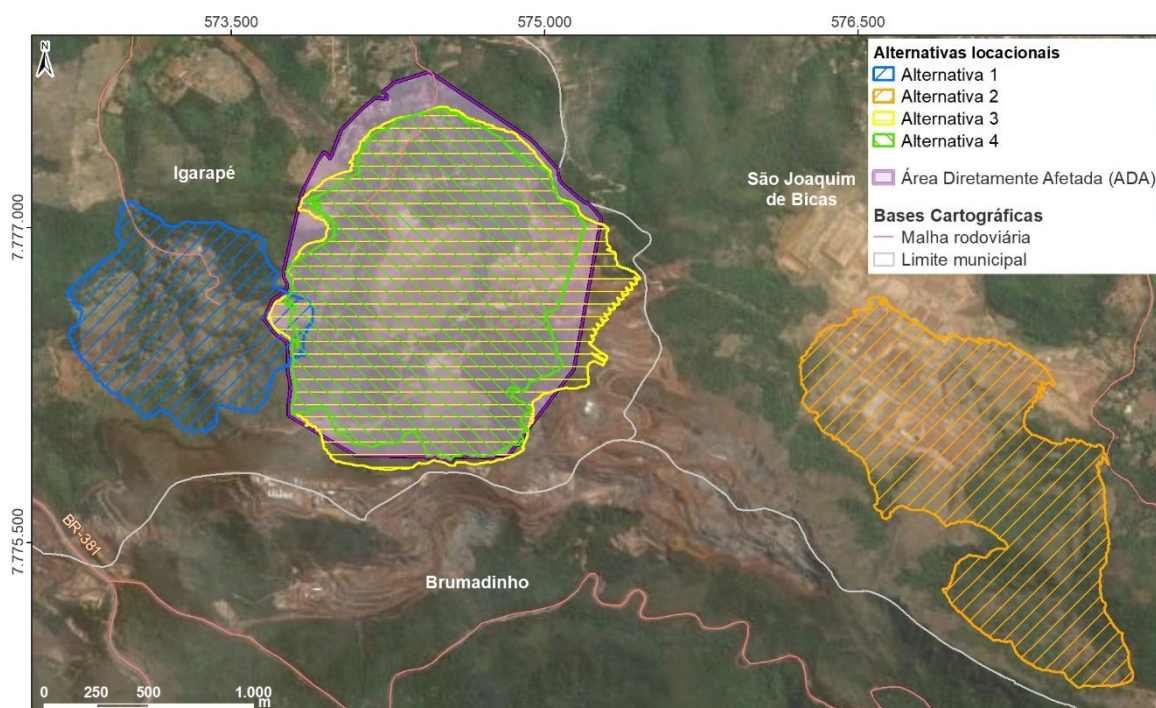 573.500
575.000
576.500
N
Alternativas locacionais
Alternativa 1
Alternativa 2
Alternativa 3
Alternativa 4
Área Diretamente Afetada (ADA)
Bases Cartográficas
Malha rodoviária
Limite municipal
Igarapé
São Joaquim
de Bicas
7.777.000
7.775.500
BR-381
Brumadinho
0 250 500 1.000
m